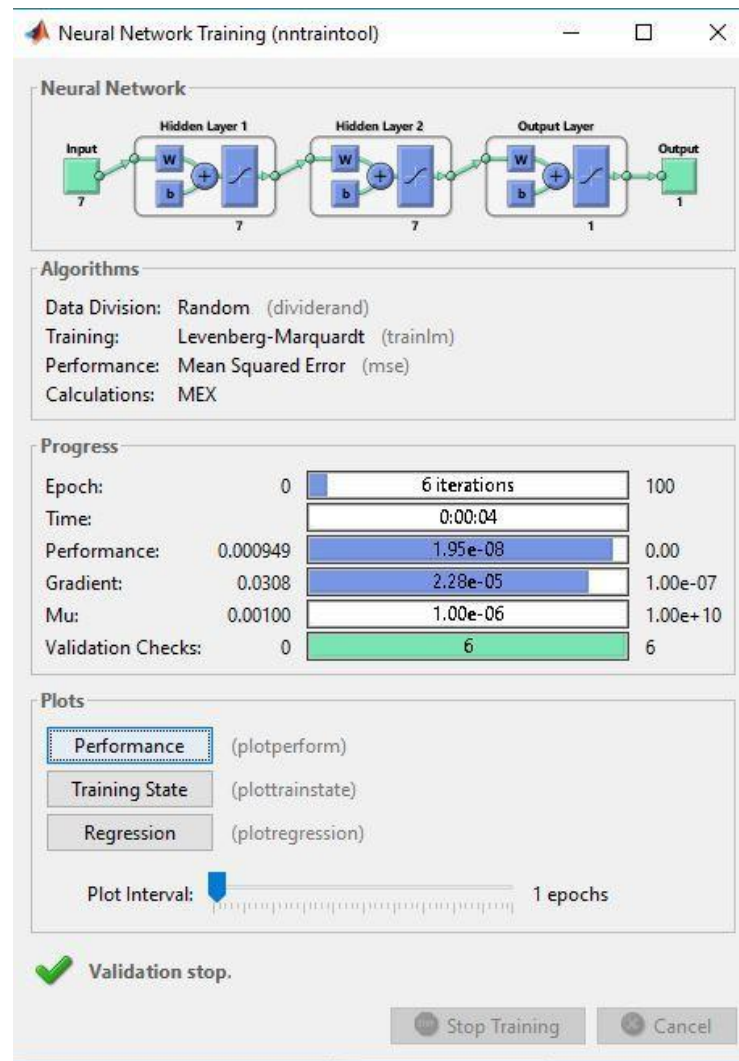 Neural Network Training (nntraintool)
Neural Network
Hidden Layer 1 Hidden Layer 2 Output Layer
Input Output
W W W
+ + +
b b b
7 7 7 1 1
Algorithms
Data Division: Random (dividerand)
Training: Levenberg-Marquardt (trainlm)
Performance: Mean Squared Error (mse)
Calculations: MEX
Progress
Epoch: 0 6 iterations 100
Time: 0:00:04
Performance: 0.000949 1.95e-08 0.00
Gradient: 0.0308 2.28e-05 1.00e-07
Mu: 0.00100 1.00e-06 1.00e+10
Validation Checks: 0 6 6
Plots
Performance (plotperform)
Training State (plottrainstate)
Regression (plotregression)
Plot Interval: 1 epochs
Validation stop.
Stop Training Cancel